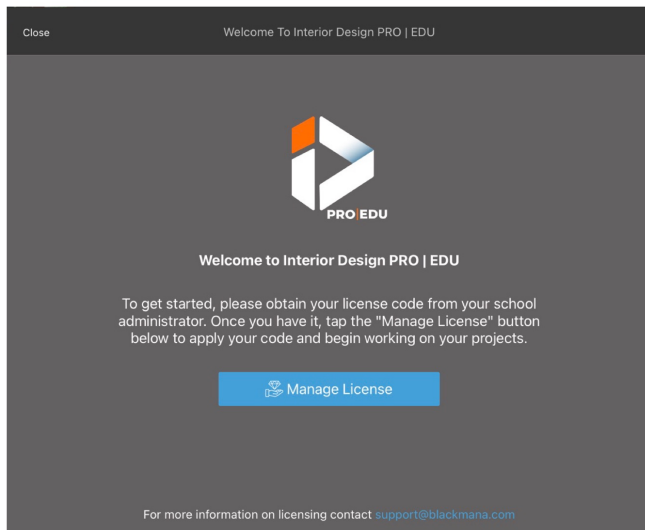 Close
Welcome To Interior Design PRO | EDU
PRO|EDU
Welcome to Interior Design PRO | EDU
To get started, please obtain your license code from your school
administrator. Once you have it, tap the "Manage License" button
below to apply your code and begin working on your projects.
Manage License
For more information on licensing contact support@blackmana.com